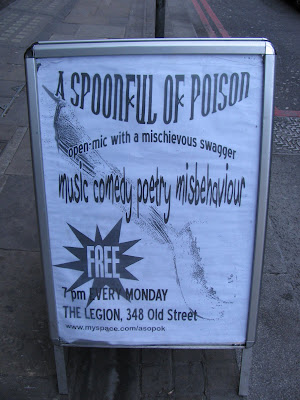 A SPOONFUL OF POISON
open-mic with a mischievous swagger
music comedy poetry misbehaviour
FREE
7 pm EVERY MONDAY
THE LEGION, 348 Old Street
www.myspace.com/asopok